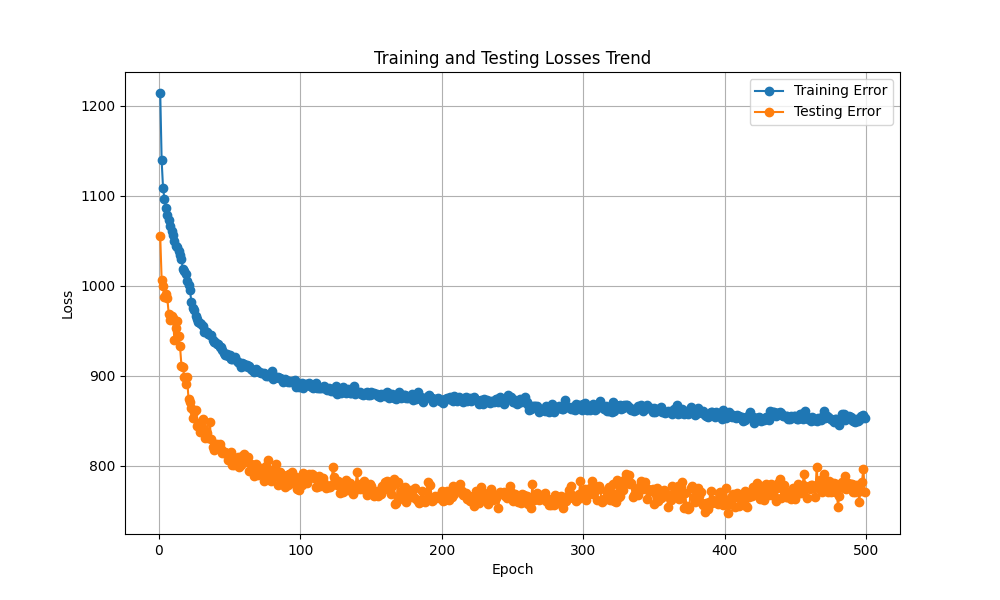 Training and Testing Losses Trend
Training Error
Testing Error
1200
1100
1000
900
800
Loss
0 100 200 300 400 500
Epoch